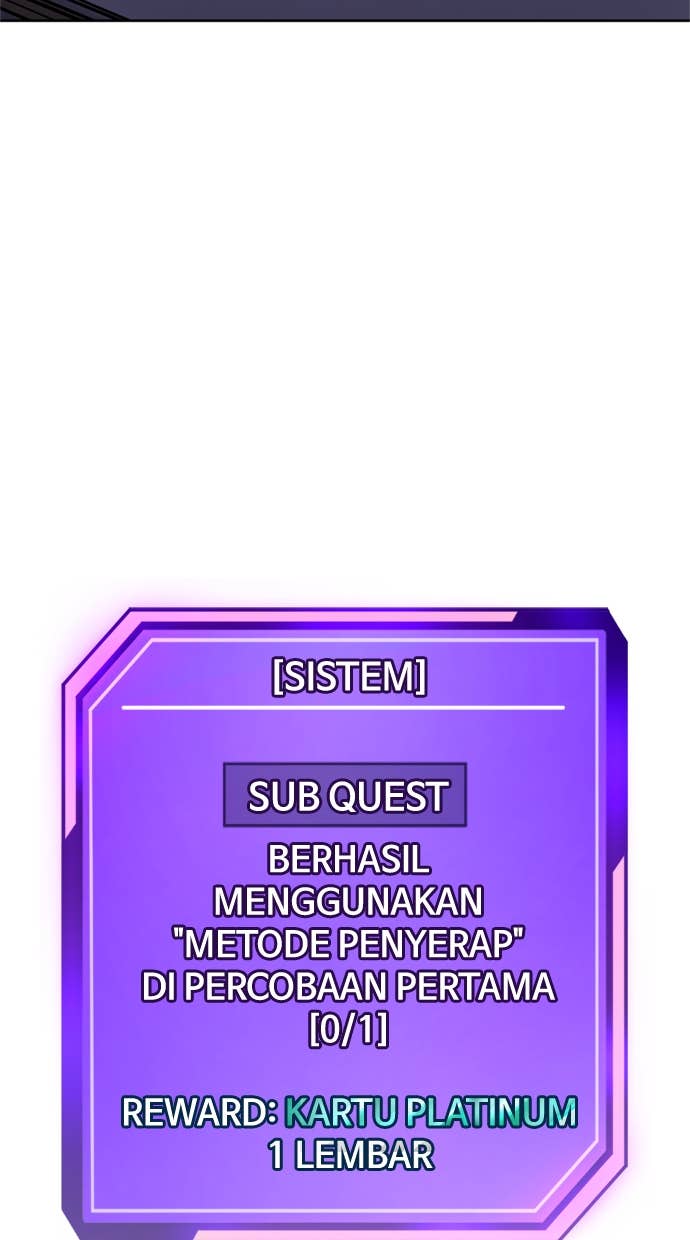 [SISTEM]
SUB QUEST
BERHASIL
MENGGUNAKAN
"METODE PENYERAP"
DI PERCOBAAN PERTAMA
[0/1]
REWARD: KARTU PLATINUM
1 LEMBAR